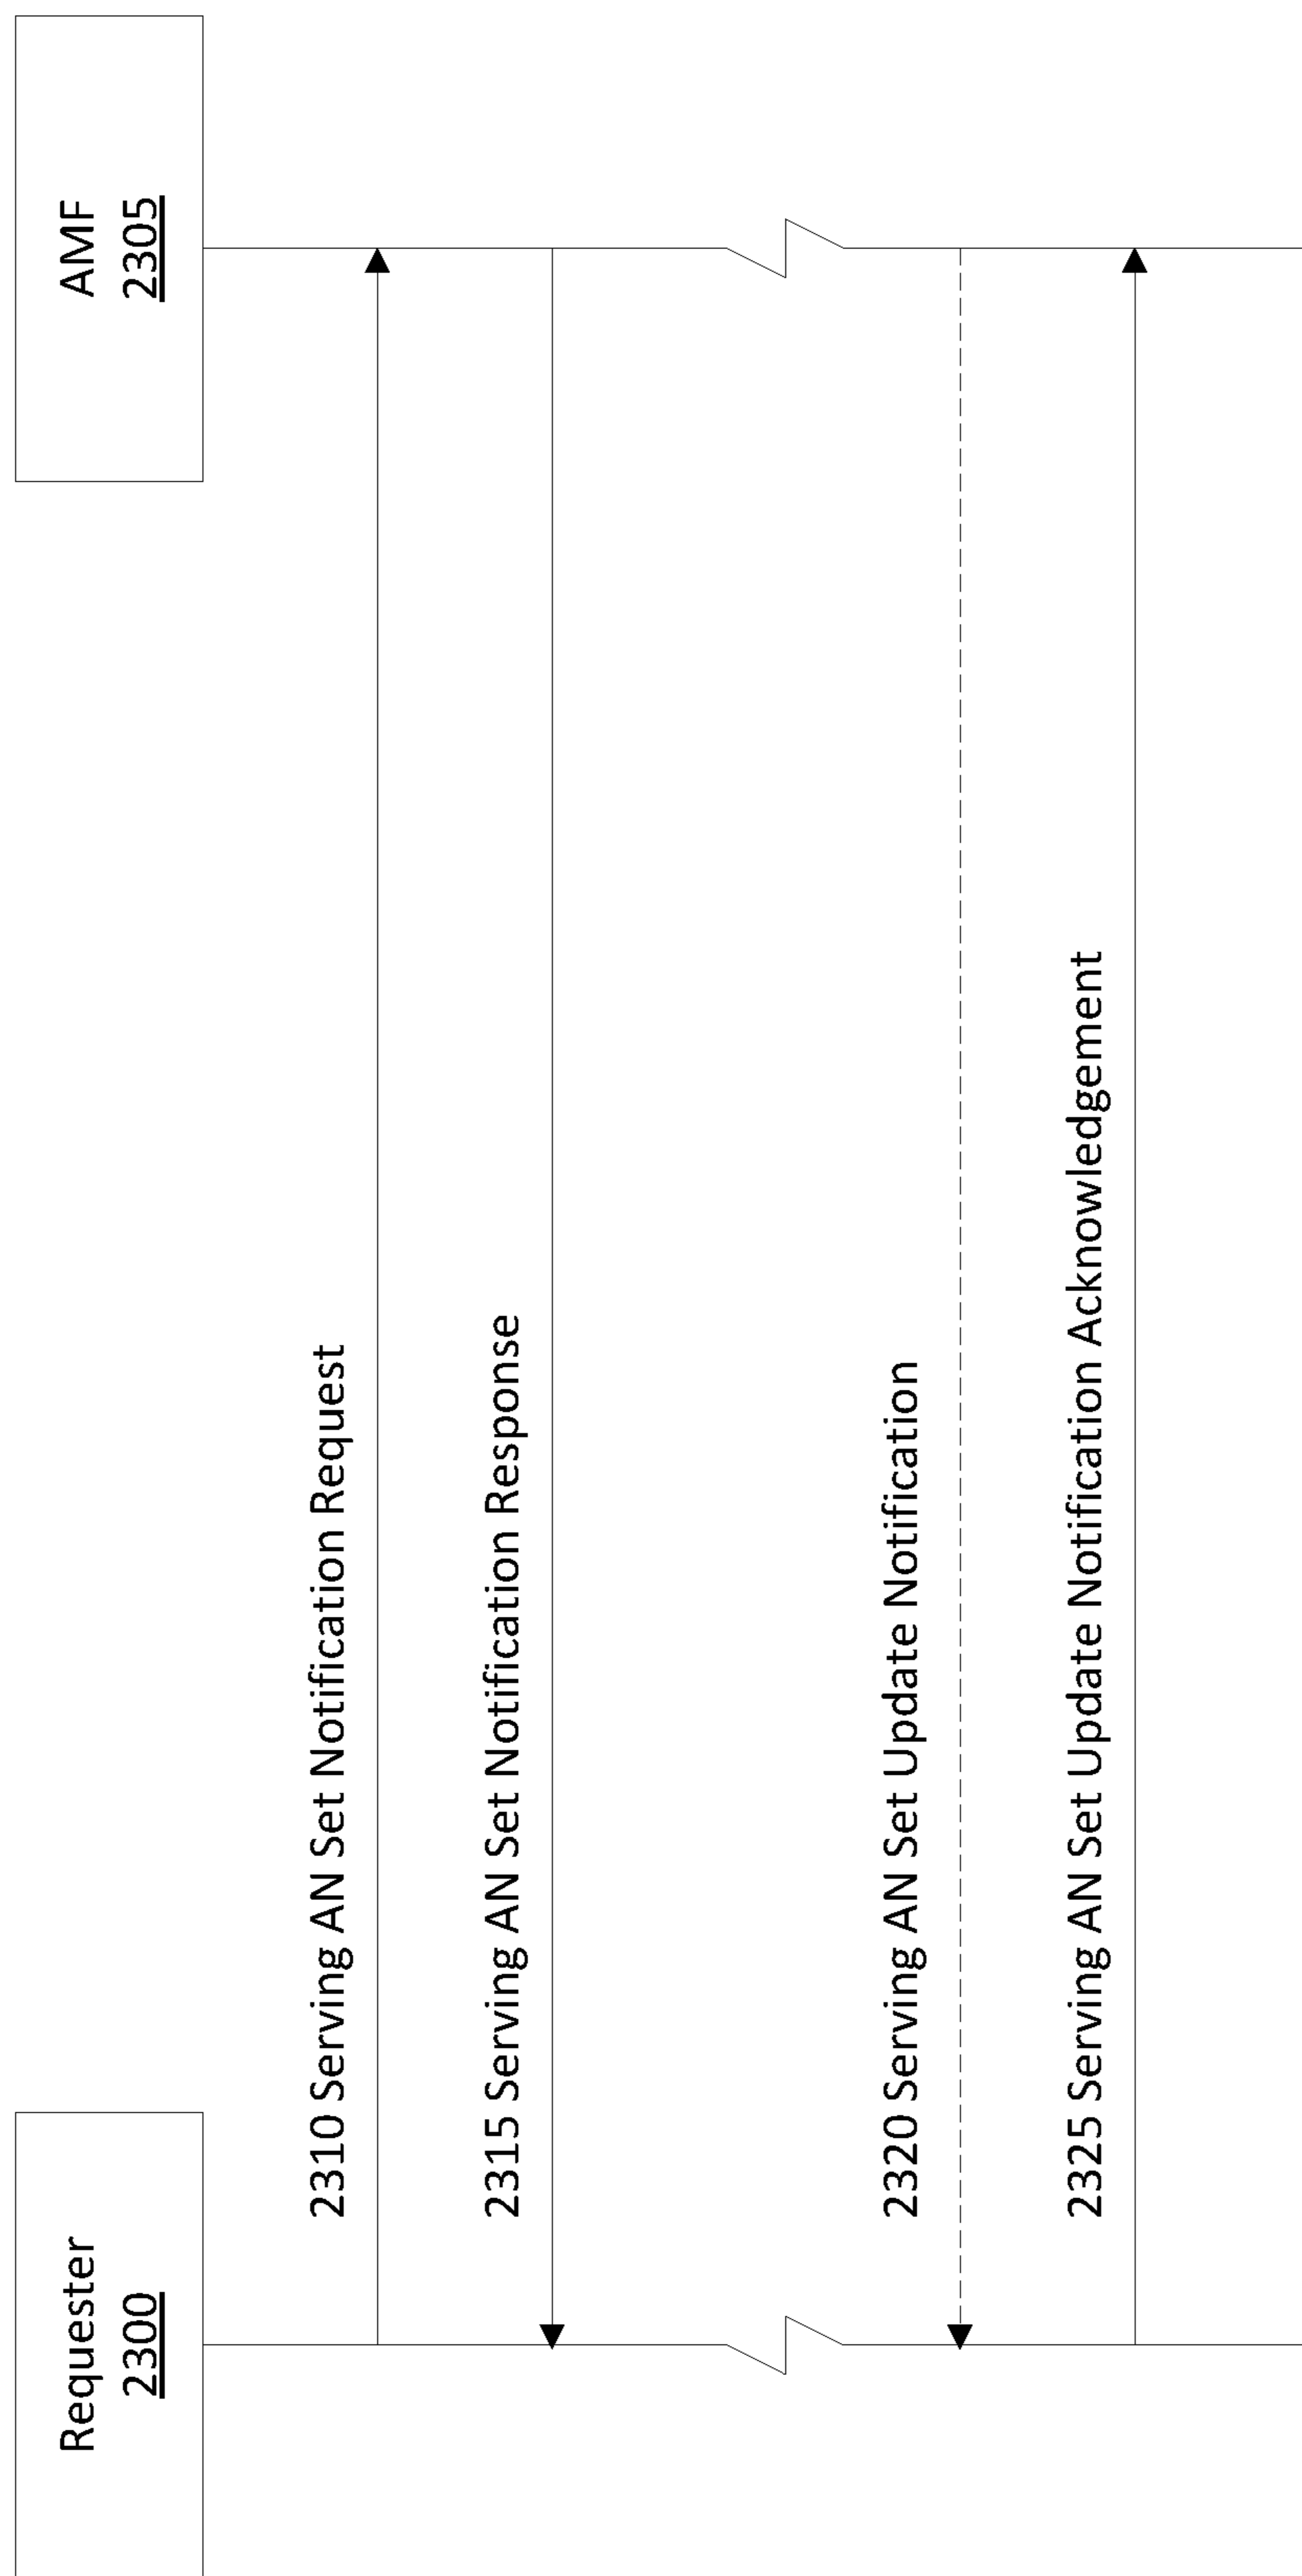 Requester
2300
AMF
2305
2310 Serving AN Set Notification Request
2315 Serving AN Set Notification Response
2320 Serving AN Set Update Notification
2325 Serving AN Set Update Notification Acknowledgement